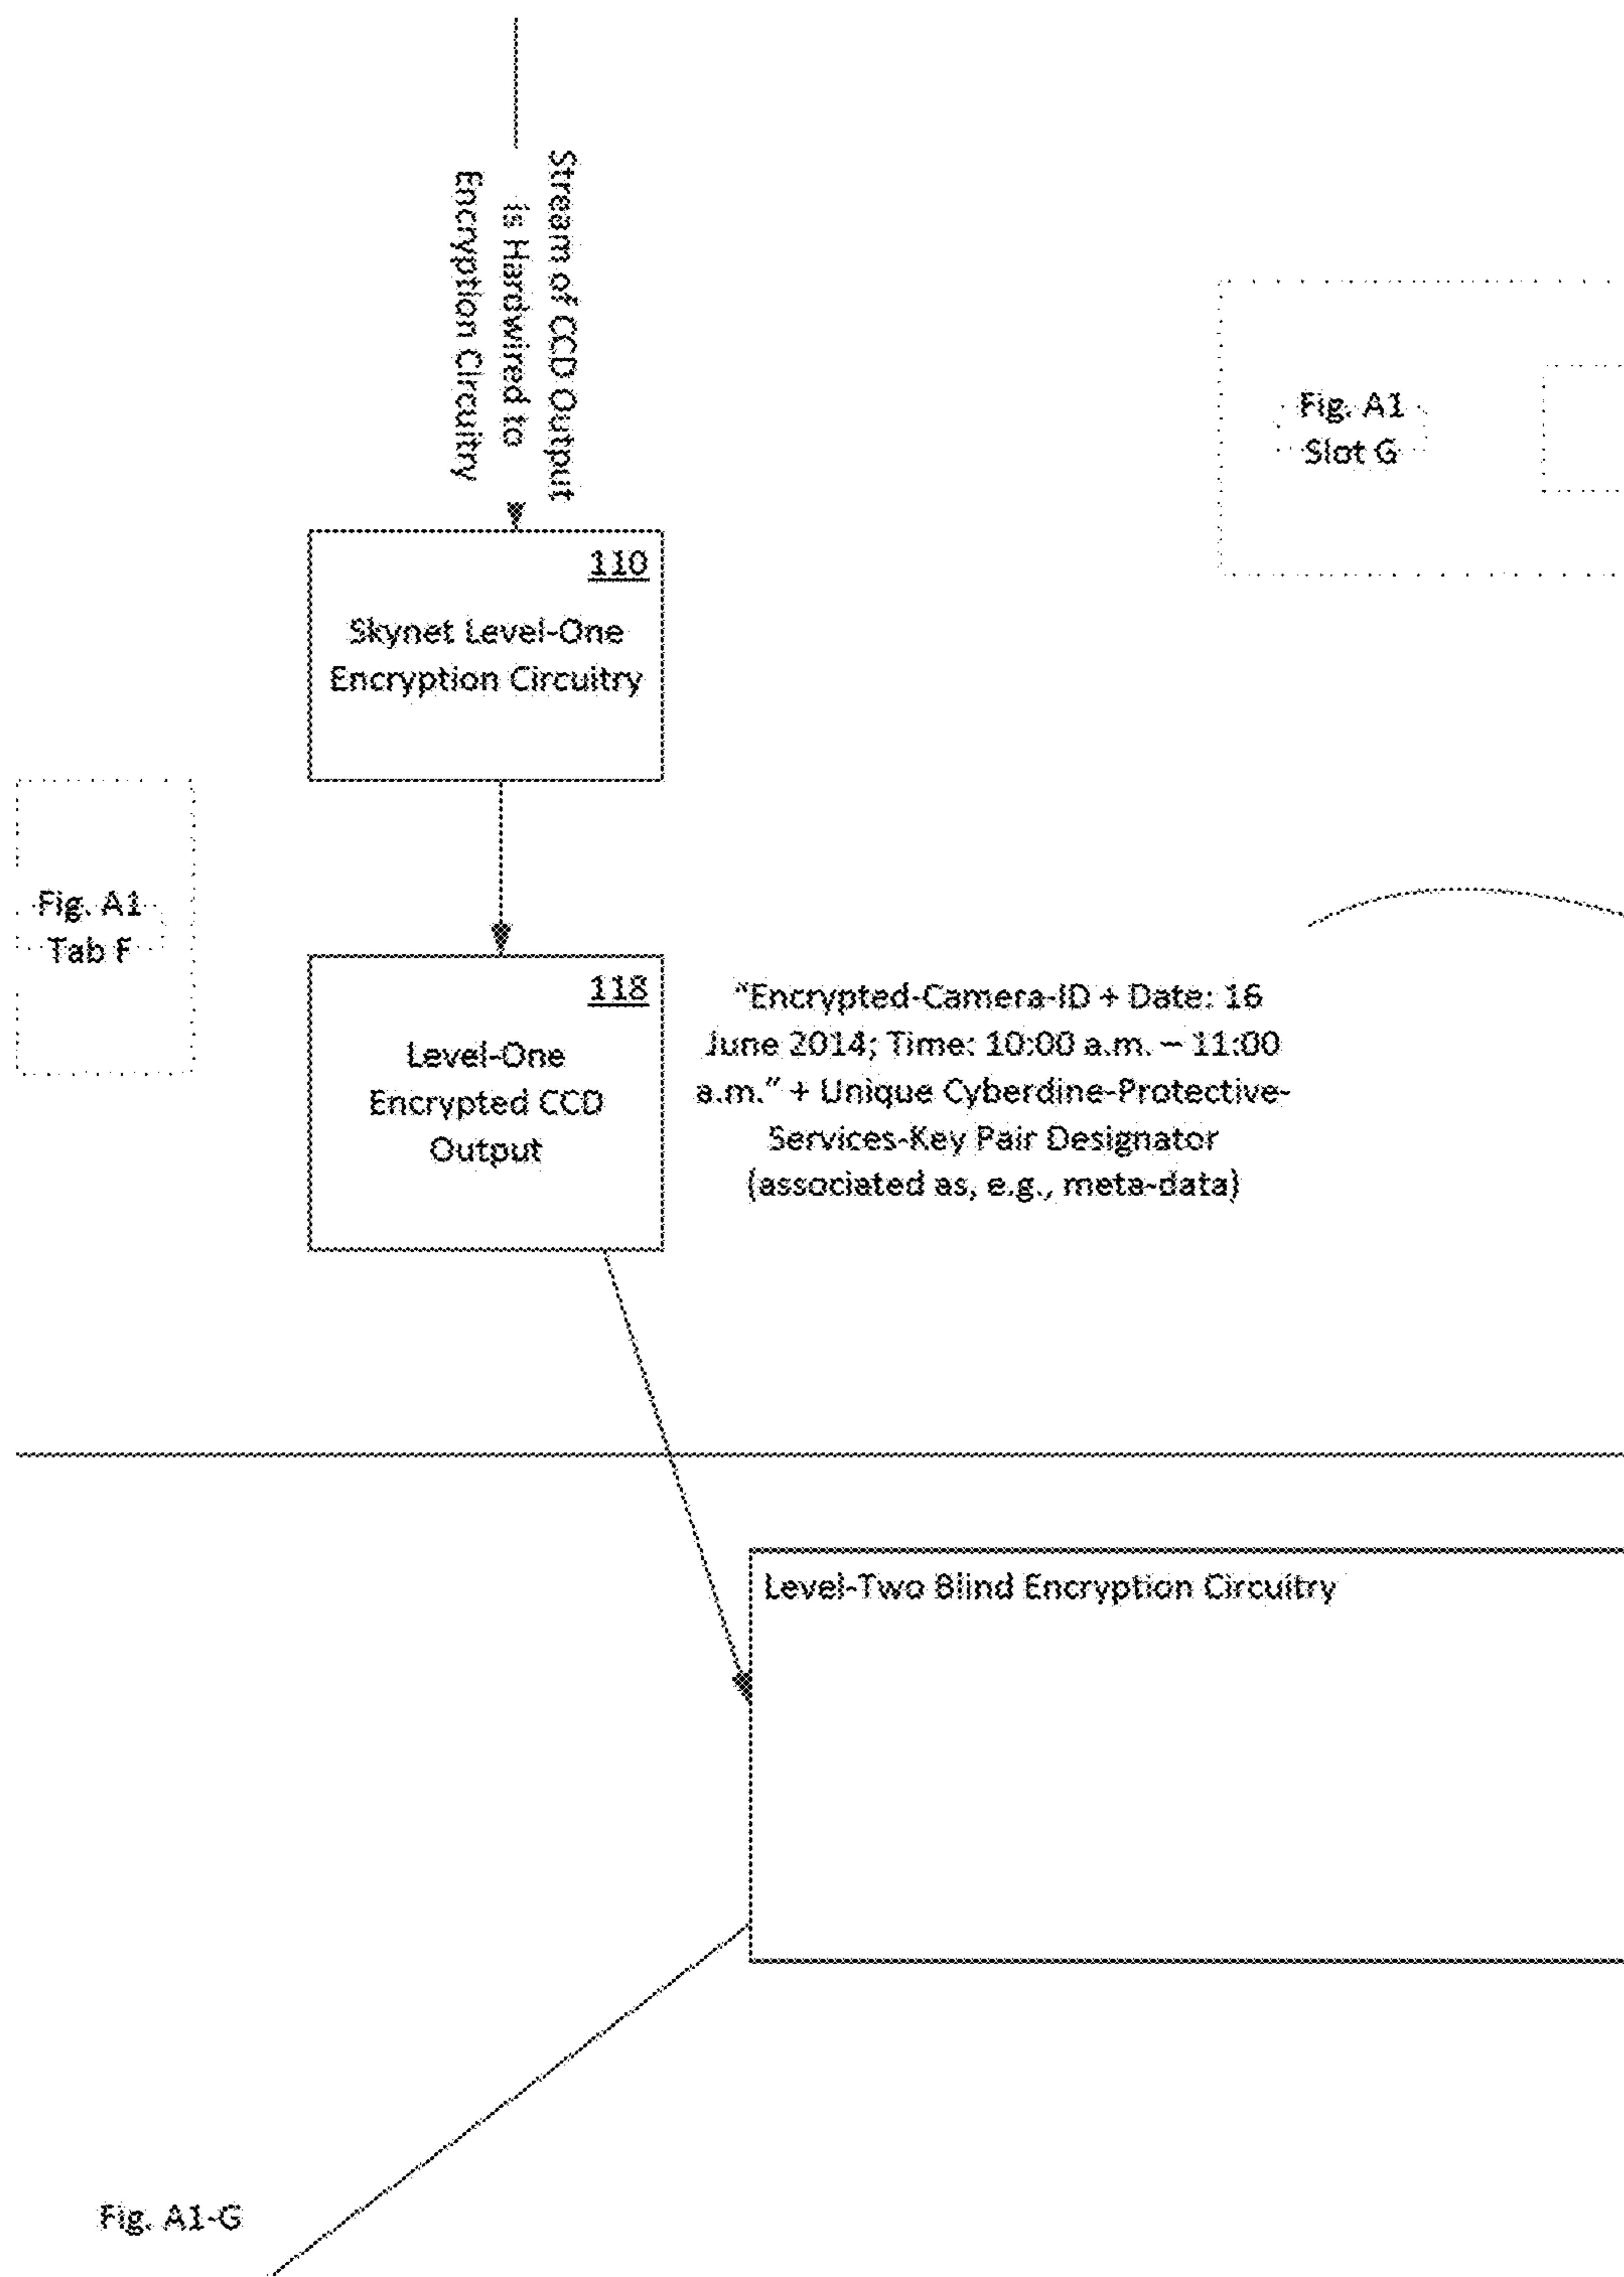 Stream of CCD Output
is Hardwired to
Encryption Circuitry
Fig. A1
Slot G
110
Skynet Level-One
Encryption Circuitry
Fig. A1
Tab F
118
Level-One
Encrypted CCD
Output
“Encrypted-Camera-ID + Date: 16
June 2014; Time: 10:00 a.m. – 11:00
a.m.” + Unique Cyberdine-Protective-
Services-Key Pair Designator
(associated as, e.g., meta-data)
Level-Two Blind Encryption Circuitry
Fig. A1-G